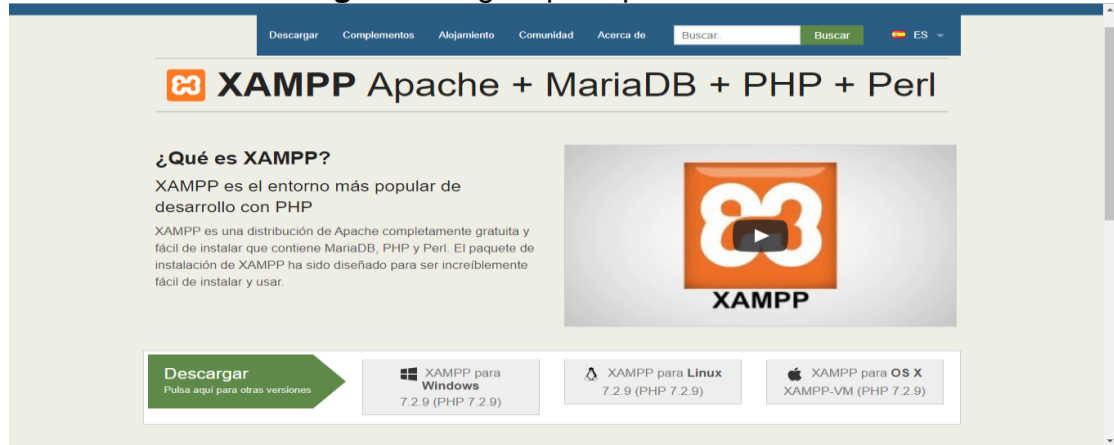 Descargar Complementos Alojamiento Comunidad Acerca de Buscar.. Buscar ES
XAMPP Apache + MariaDB + PHP + Perl
¿Qué es XAMPP?
XAMPP es el entorno más popular de
desarrollo con PHP
XAMPP es una distribución de Apache completamente gratuita y
fácil de instalar que contiene MariaDB, PHP y Perl. El paquete de
instalación de XAMPP ha sido diseñado para ser increíblemente
fácil de instalar y usar.
XAMPP
Descargar
Pulsa aquí para otras versiones
XAMPP para
Windows
7.2.9 (PHP 7.2.9)
XAMPP para Linux
7.2.9 (PHP 7.2.9)
XAMPP para OS X
XAMPP-VM (PHP 7.2.9)